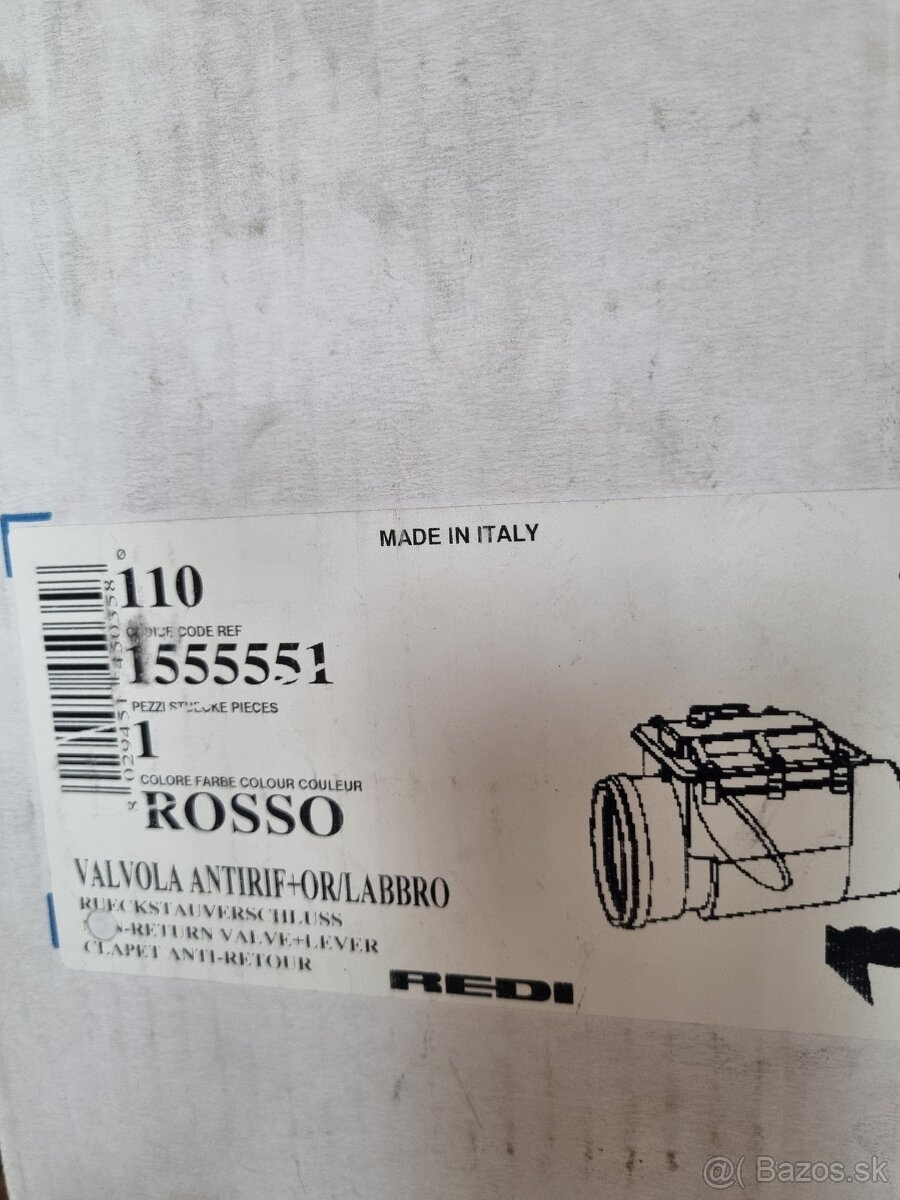 MADE IN ITALY
Ø
110
CODE REF
1555551
PEZZI STUECKE PIECES
1
COLORE FARBE COLOUR COULEUR
ROSSO
VALVOLA ANTIRIF+OR/LABBRO
RUECKSTAUVERSCHLUSS
-RETURN VALVE+LEVER
CLAPET ANTI-RETOUR
REDI
@( Bazos.sk